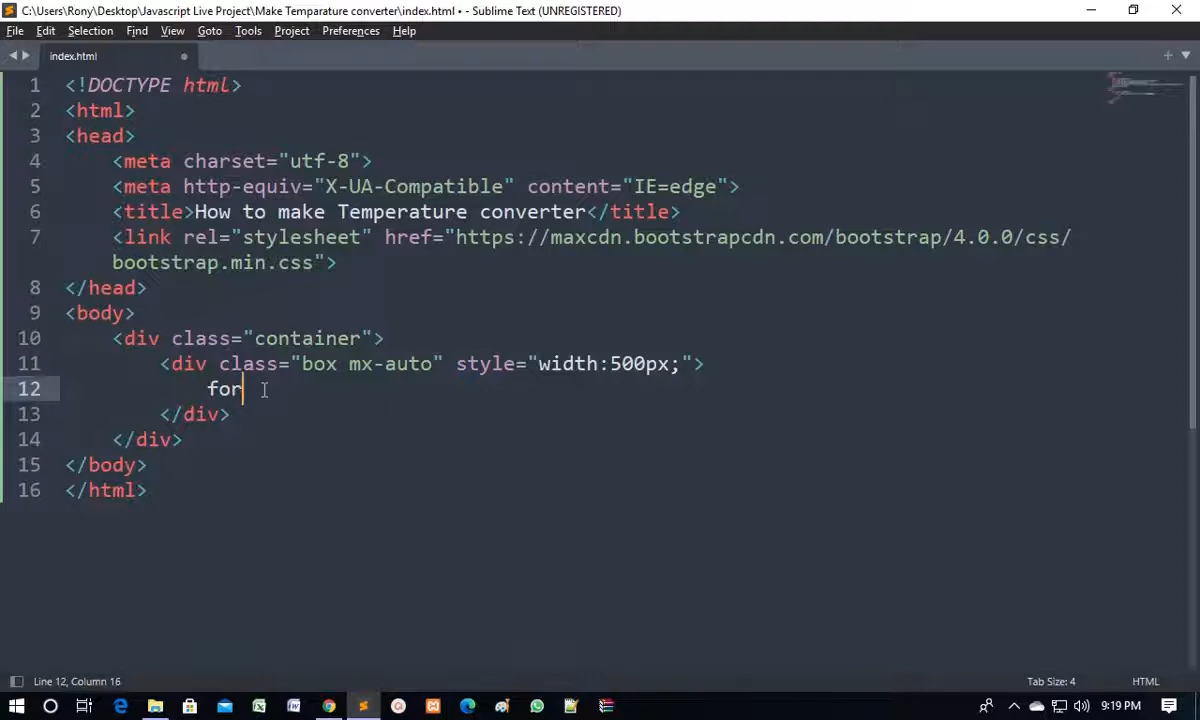 C:\Users\Rony\Desktop\Javascript Live Project\Make Temparature converter\index.html • - Sublime Text (UNREGISTERED)
File Edit Selection Find View Goto Tools Project Preferences Help
index.html
1 <!DOCTYPE html>
2 <html>
3 <head>
4 <meta charset="utf-8">
5 <meta http-equiv="X-UA-Compatible" content="IE=edge">
6 <title>How to make Temperature converter</title>
7 <link rel="stylesheet" href="https://maxcdn.bootstrapcdn.com/bootstrap/4.0.0/css/
bootstrap.min.css">
8 </head>
9 <body>
10 <div class="container">
11 <div class="box mx-auto" style="width:500px;">
12 for
13 </div>
14 </div>
15 </body>
16 </html>
Line 12, Column 16 Tab Size: 4 HTML
9:19 PM